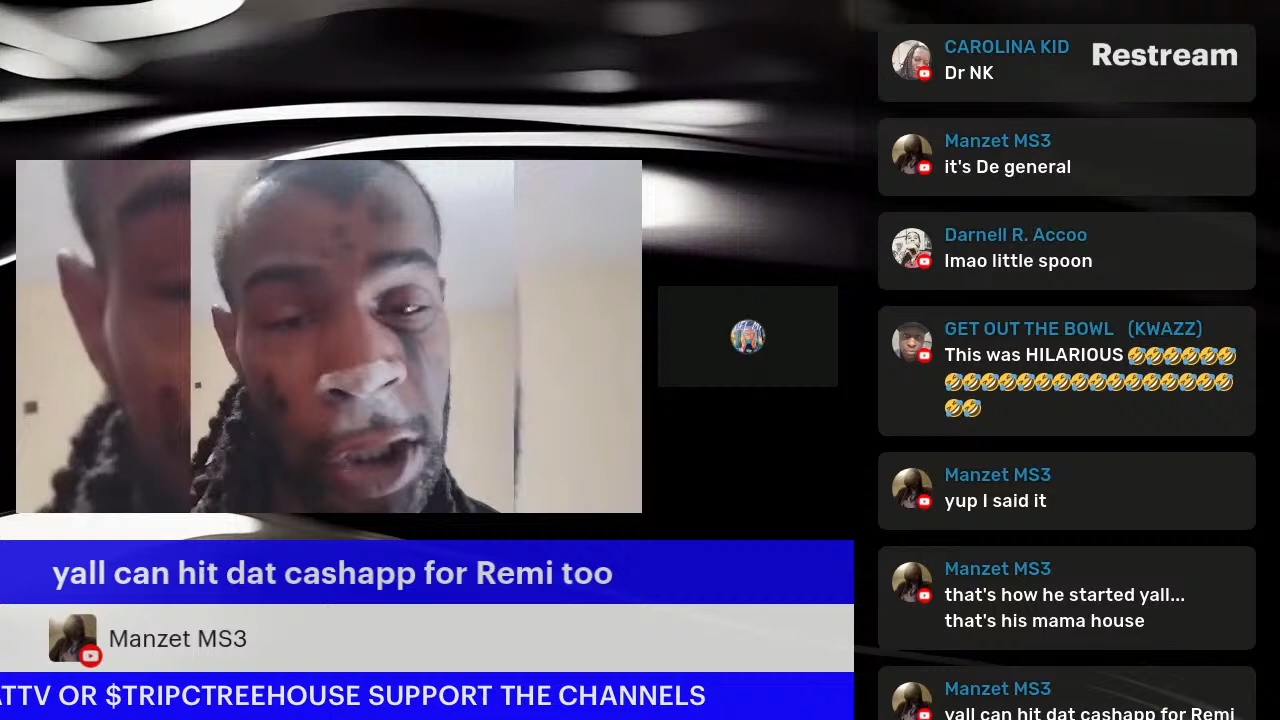 CAROLINA KID
Restream
Dr NK
Manzet MS3
it's De general
Darnell R. Accoo
lmao little spoon
GET OUT THE BOWL (KWAZZ)
This was HILARIOUS 🤣🤣🤣🤣🤣🤣
🤣🤣🤣🤣🤣🤣🤣🤣🤣🤣🤣🤣🤣🤣🤣🤣
🤣🤣
Manzet MS3
yup I said it
Manzet MS3
that's how he started yall...
that's his mama house
Manzet MS3
yall can hit dat cashapp for Remi
yall can hit dat cashapp for Remi too
Manzet MS3
ATTV OR $TRIPCTREEHOUSE SUPPORT THE CHANNELS